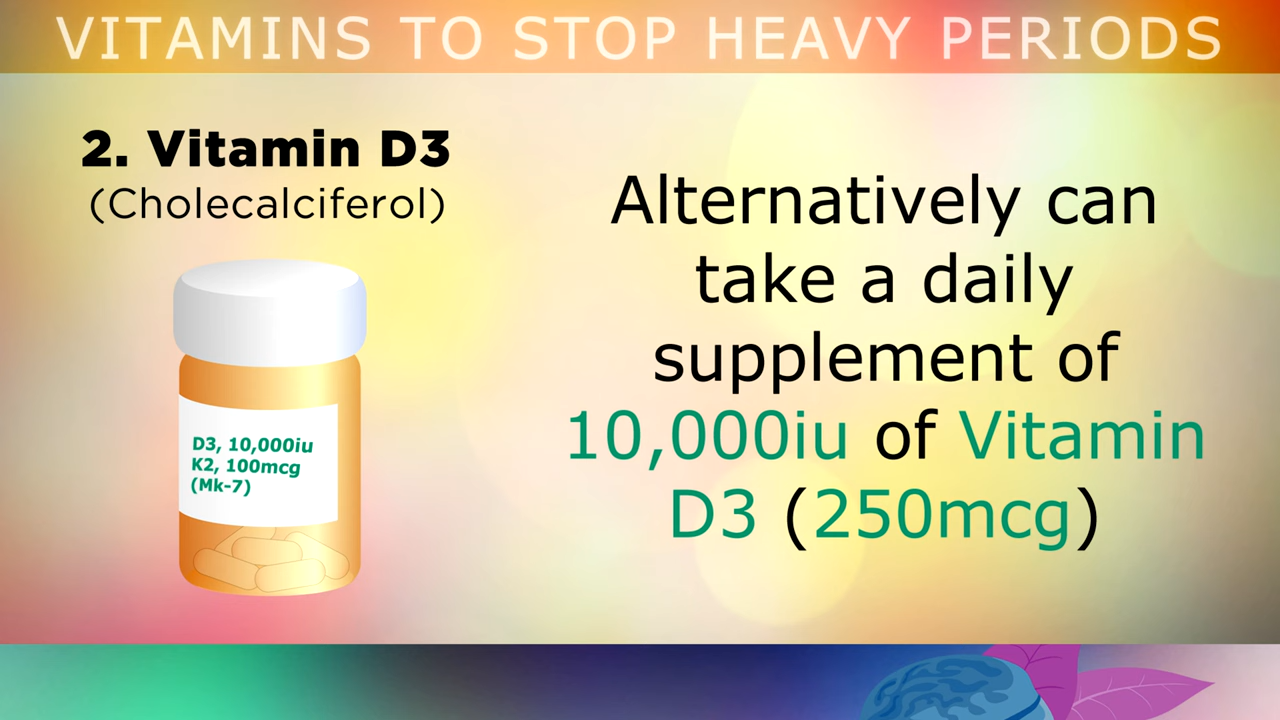 VITAMINS TO STOP HEAVY PERIODS
2. Vitamin D3
(Cholecalciferol)
D3, 10,000iu
K2, 100mcg
(Mk-7)
Alternatively can
take a daily
supplement of
10,000iu of Vitamin
D3 (250mcg)